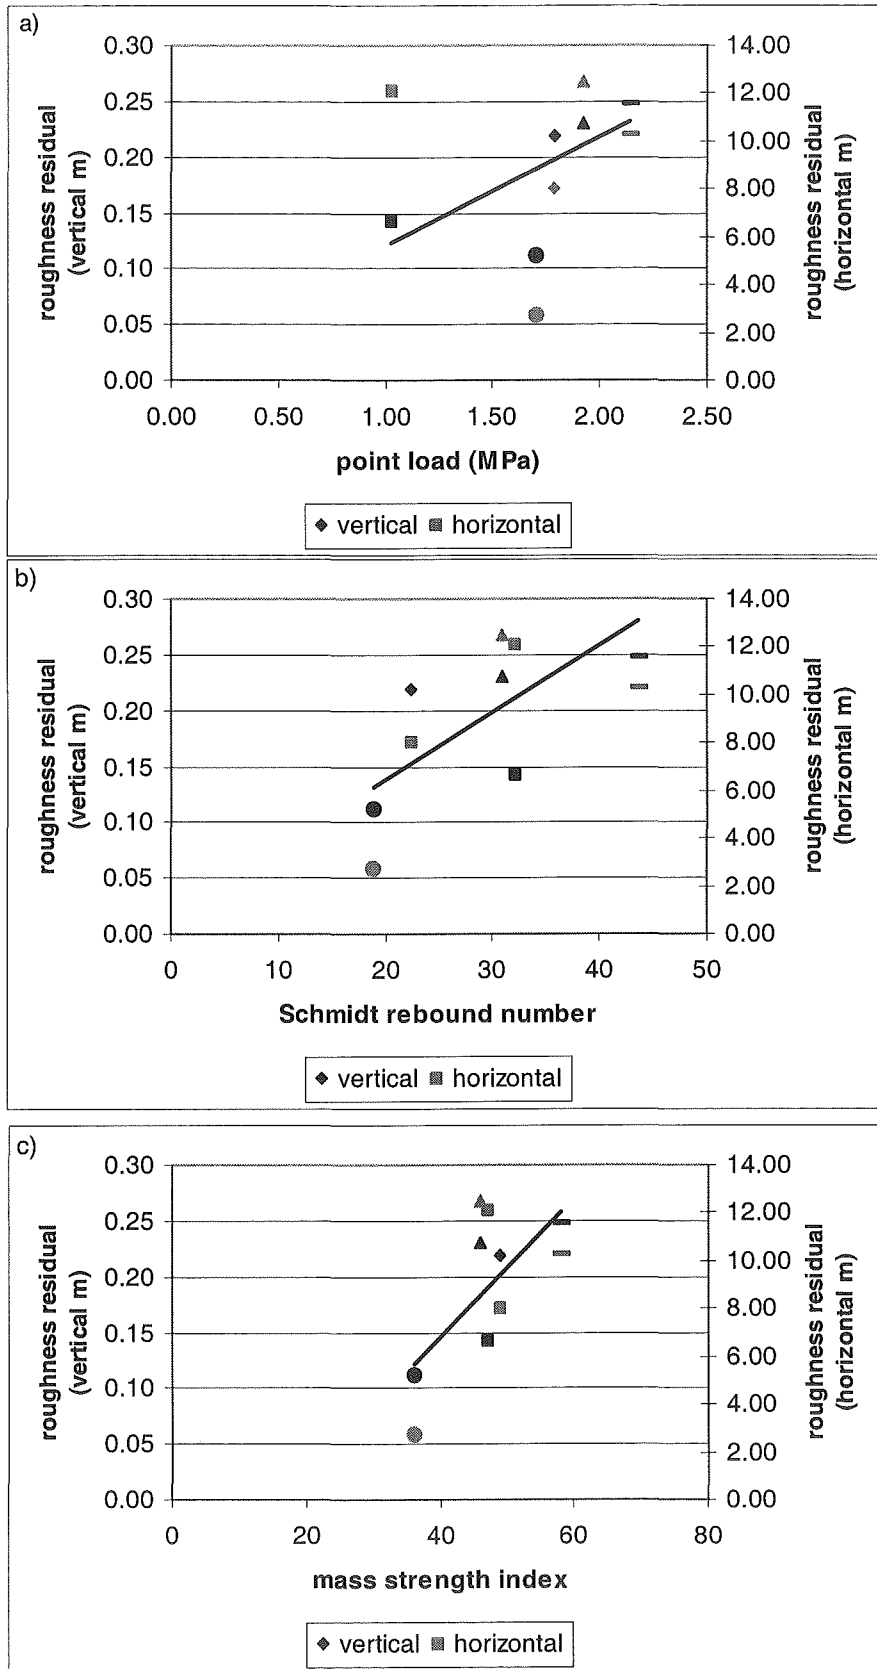 a)
0.30
0.25
0.20
0.15
0.10
0.05
0.00
roughness residual
(vertical m)
14.00
12.00
10.00
8.00
6.00
4.00
2.00
0.00
roughness residual
(horizontal m)
0.00 0.50 1.00 1.50 2.00 2.50
point load (MPa)
vertical horizontal
b)
0.30
0.25
0.20
0.15
0.10
0.05
0.00
roughness residual
(vertical m)
14.00
12.00
10.00
8.00
6.00
4.00
2.00
0.00
roughness residual
(horizontal m)
0 10 20 30 40 50
Schmidt rebound number
vertical horizontal
c)
0.30
0.25
0.20
0.15
0.10
0.05
0.00
roughness residual
(vertical m)
14.00
12.00
10.00
8.00
6.00
4.00
2.00
0.00
roughness residual
(horizontal m)
0 20 40 60 80
mass strength index
vertical horizontal